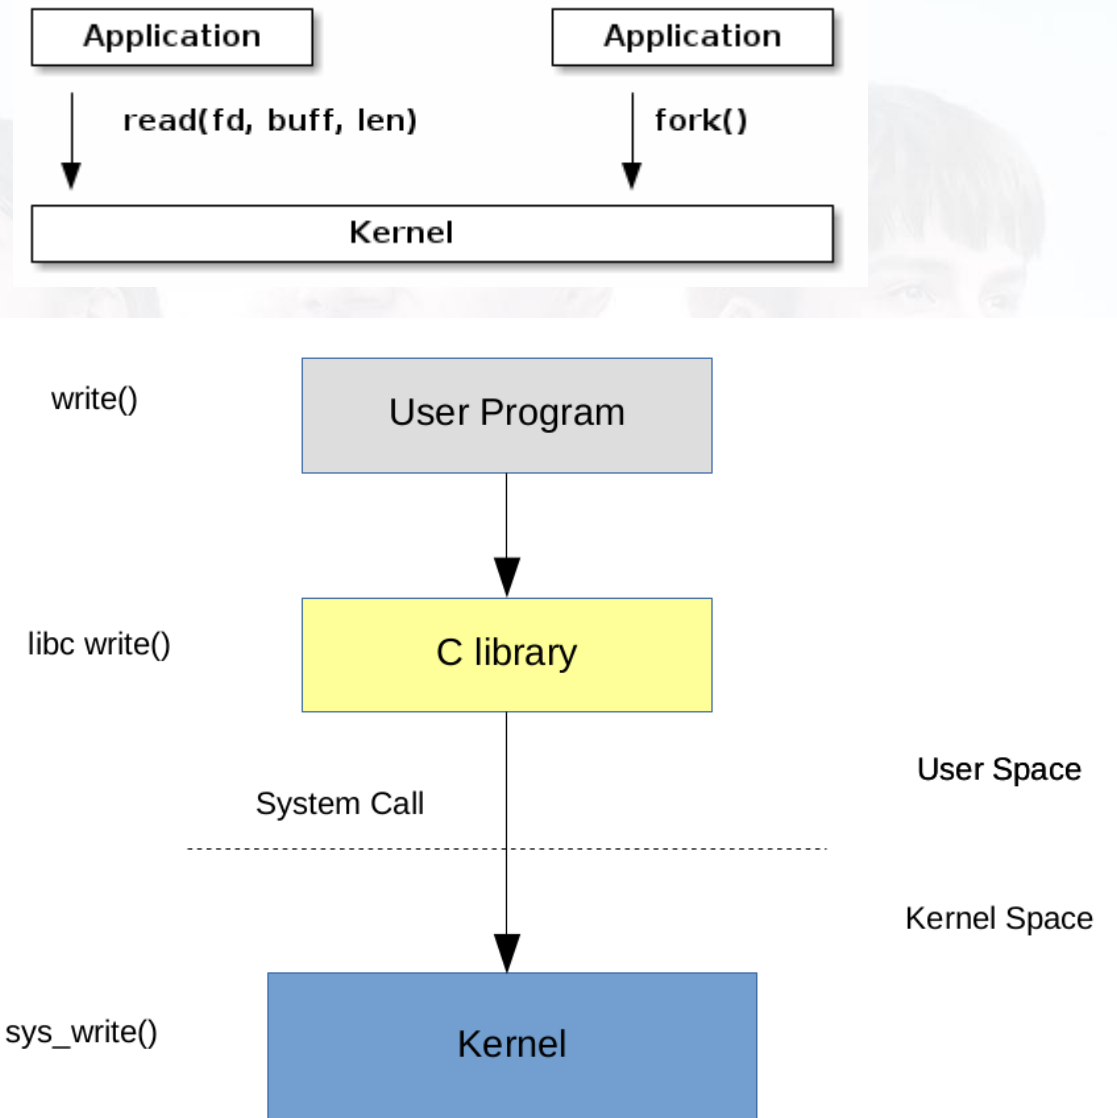 Application
Application
read(fd, buff, len)
fork()
Kernel
write()
User Program
libc write()
C library
User Space
System Call
Kernel Space
sys_write()
Kernel